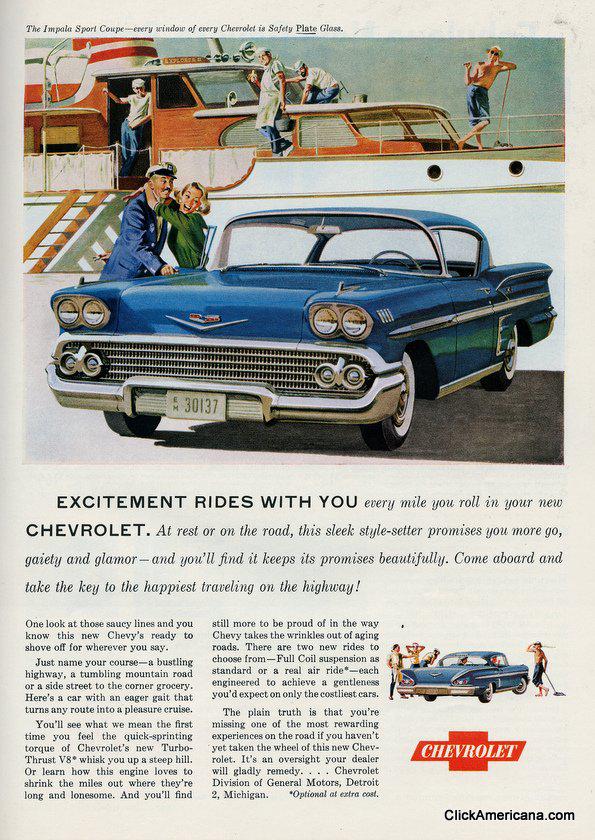 The Impala Sport Coupe—every window of every Chevrolet is Safety Plate Glass.
EXPLORER II
E M 30137
EXCITEMENT RIDES WITH YOU every mile you roll in your new
CHEVROLET. At rest or on the road, this sleek style-setter promises you more go,
gaiety and glamor—and you'll find it keeps its promises beautifully. Come aboard and
take the key to the happiest traveling on the highway!
One look at those saucy lines and you
know this new Chevy's ready to
shove off for wherever you say.
Just name your course—a bustling
highway, a tumbling mountain road
or a side street to the corner grocery.
Here's a car with an eager gait that
turns any route into a pleasure cruise.
You'll see what we mean the first
time you feel the quick-sprinting
torque of Chevrolet's new Turbo-
Thrust V8* whisk you up a steep hill.
Or learn how this engine loves to
shrink the miles out where they're
long and lonesome. And you'll find
still more to be proud of in the way
Chevy takes the wrinkles out of aging
roads. There are two new rides to
choose from—Full Coil suspension as
standard or a real air ride*—each
engineered to achieve a gentleness
you'd expect on only the costliest cars.
The plain truth is that you're
missing one of the most rewarding
experiences on the road if you haven't
yet taken the wheel of this new Chev-
rolet. It's an oversight your dealer
will gladly remedy. . . . Chevrolet
Division of General Motors, Detroit
2, Michigan. *Optional at extra cost.
CHEVROLET
ClickAmericana.com